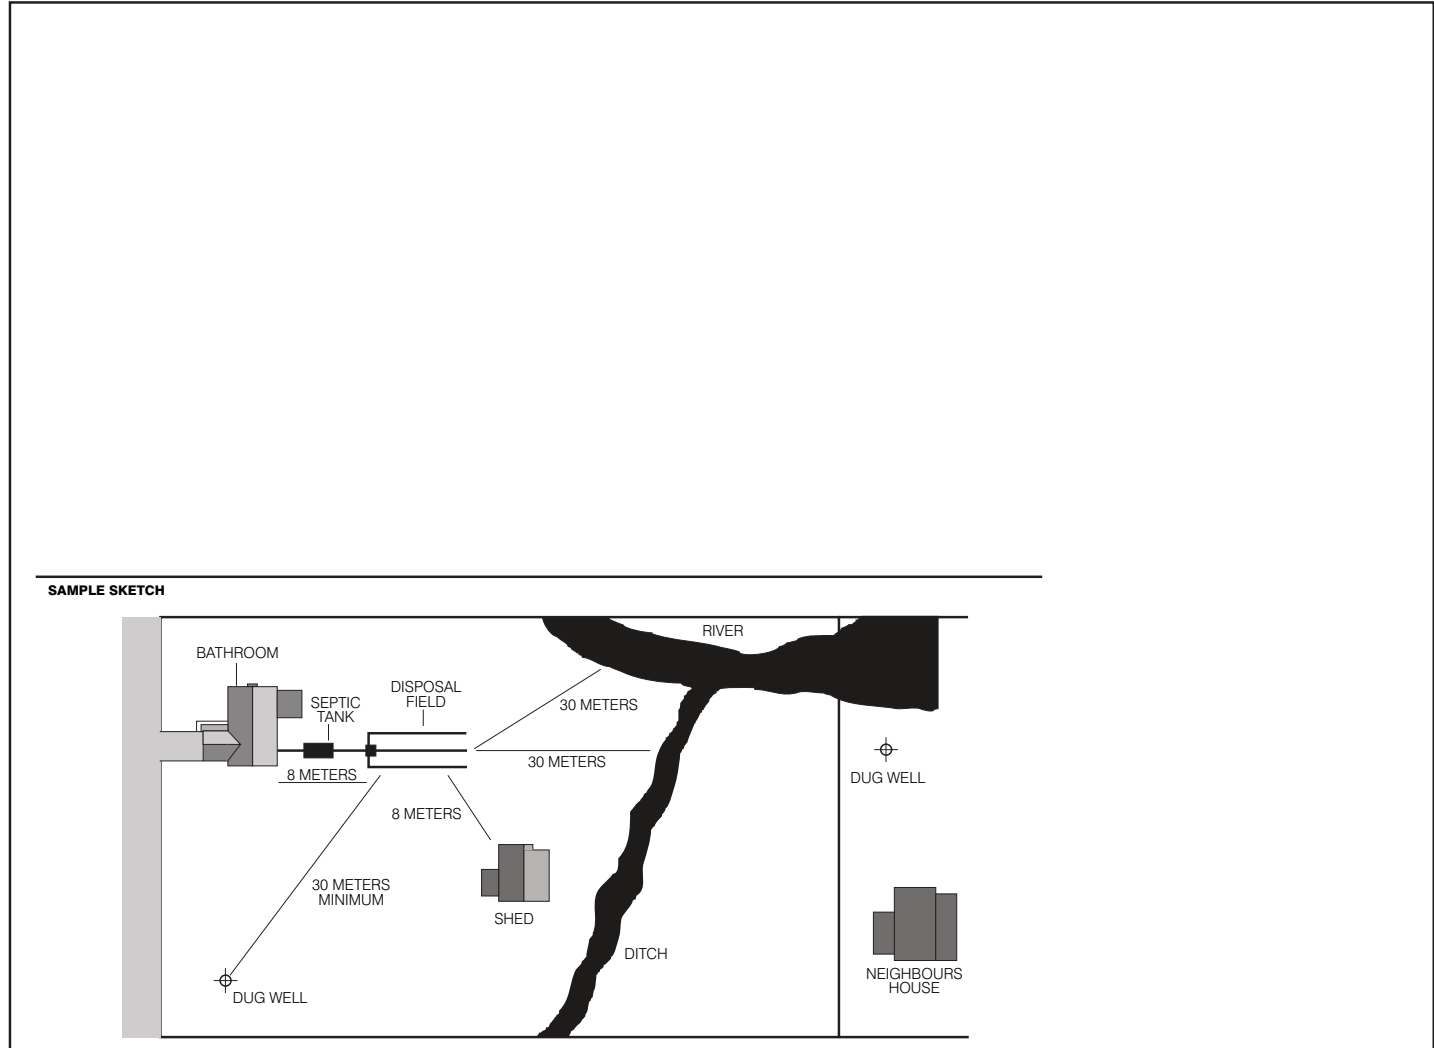 SAMPLE SKETCH
RIVER
BATHROOM
DISPOSAL
FIELD
SEPTIC
TANK
30 METERS
30 METERS
8 METERS
DUG WELL
8 METERS
30 METERS
MINIMUM
SHED
DITCH
NEIGHBOURS
HOUSE
DUG WELL